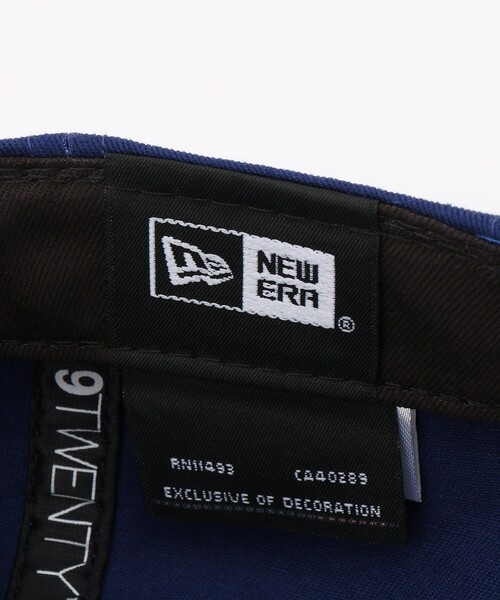 NEW
ERA
®
9TWENTY
RN11493 CA40289
EXCLUSIVE OF DECORATION